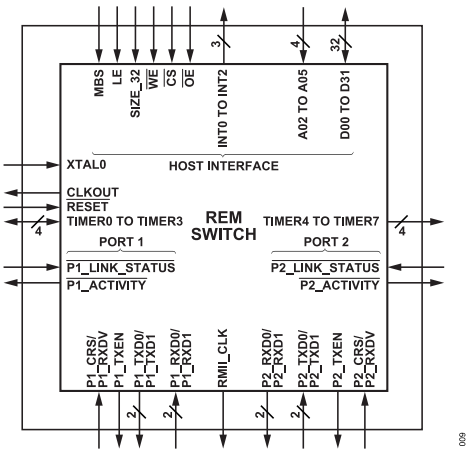 3
4
32
MBS
LE
SIZE_32
WE
CS
OE
INT0 TO INT2
A02 TO A05
D00 TO D31
HOST INTERFACE
XTAL0
CLKOUT
RESET
TIMER0 TO TIMER3
4
REM
SWITCH
TIMER4 TO TIMER7
4
PORT 1
PORT 2
P1_LINK_STATUS
P2_LINK_STATUS
P1_ACTIVITY
P2_ACTIVITY
P1_CRS/
P1_RXDV
P1_TXEN
P1_TXD0/
P1_TXD1
P1_RXD0/
P1_RXD1
RMII_CLK
P2_RXD0/
P2_RXD1
P2_TXD0/
P2_TXD1
P2_TXEN
P2_CRS/
P2_RXDV
2
2
2
2
009